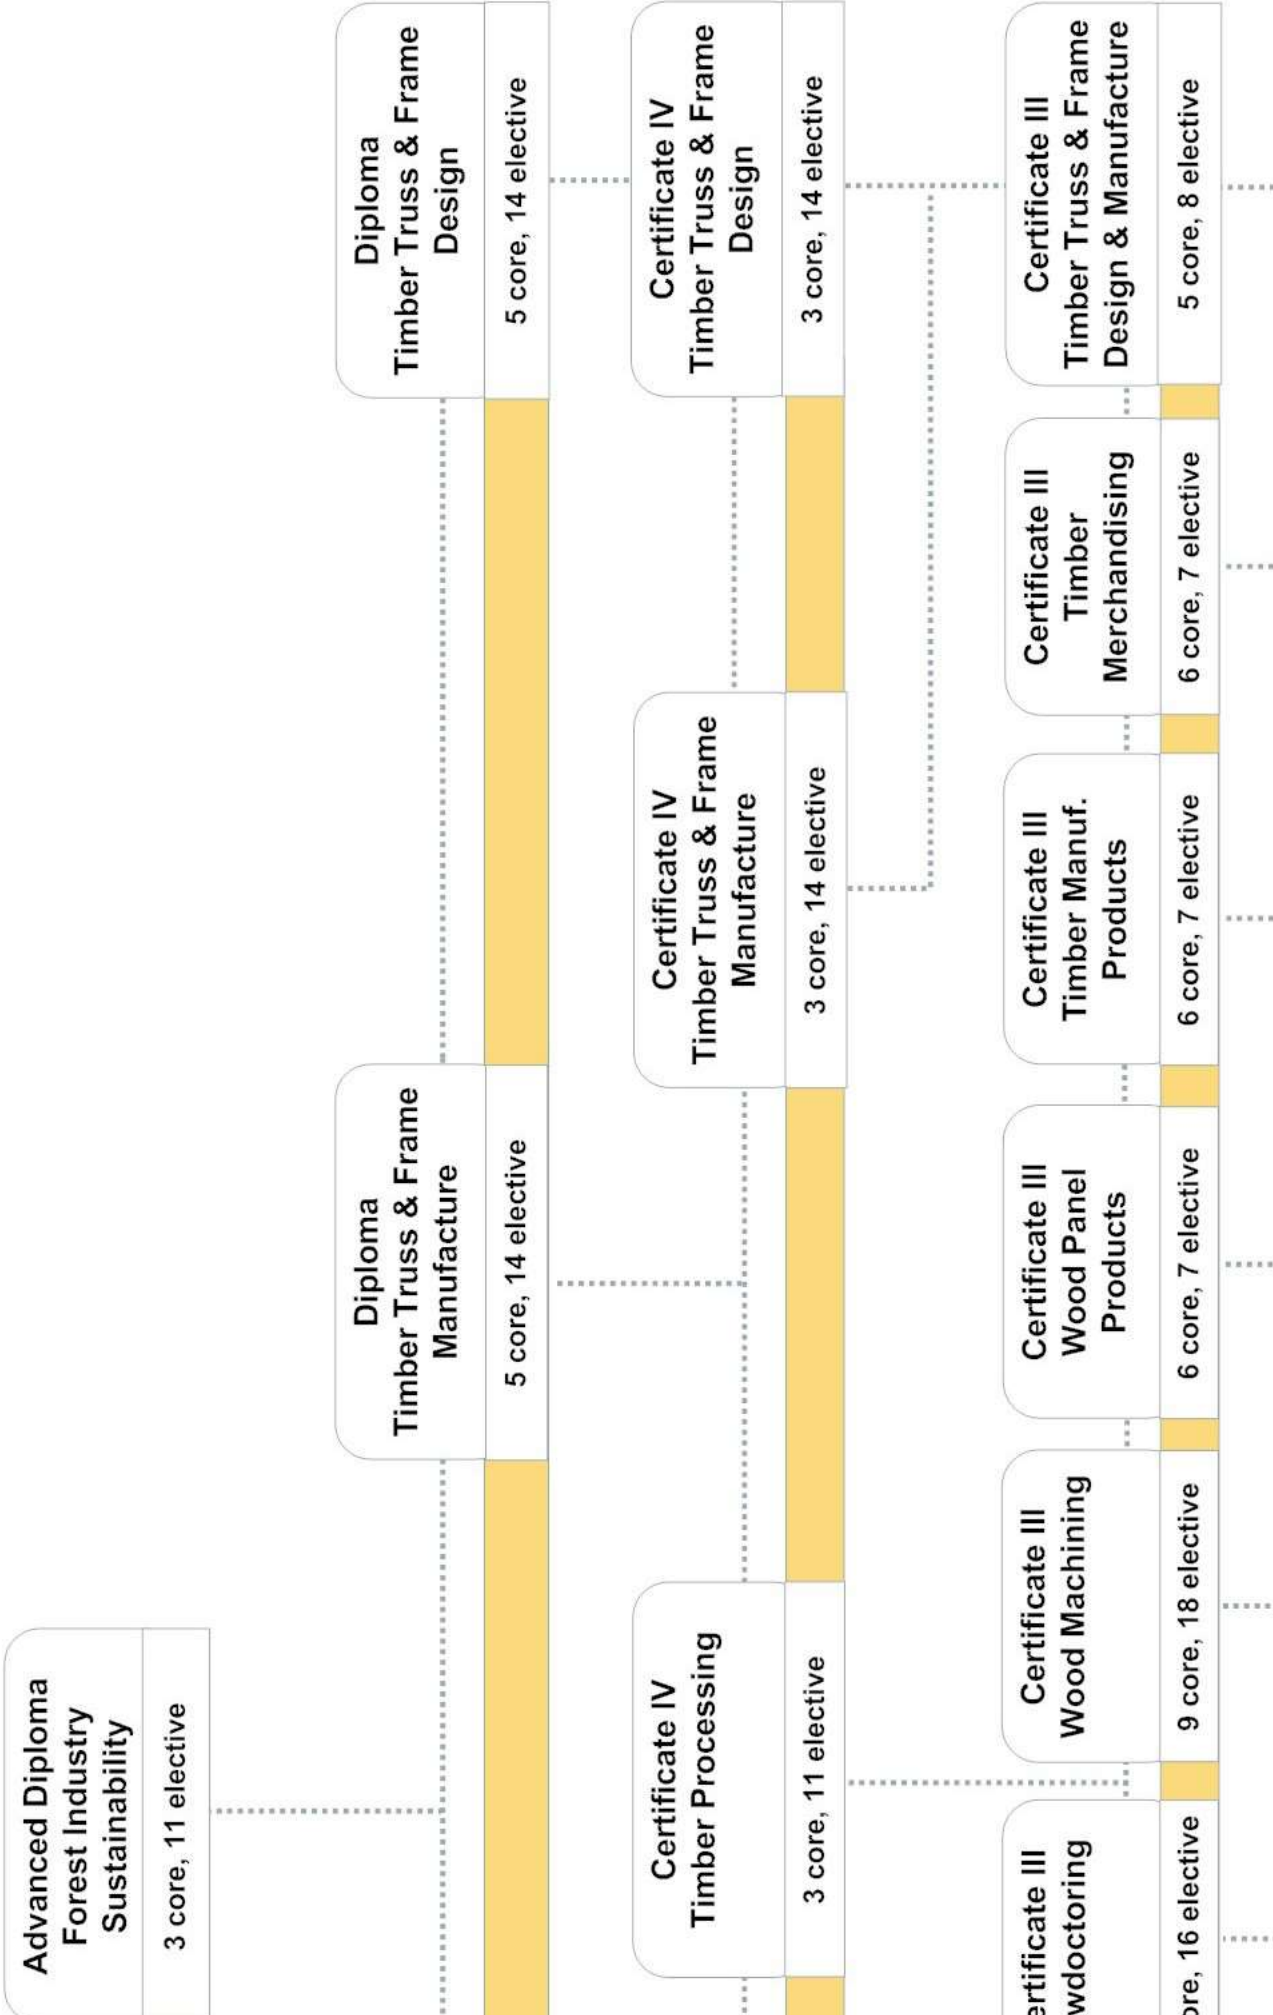 Advanced Diploma
Forest Industry
Sustainability
3 core, 11 elective
Diploma
Timber Truss & Frame
Manufacture
5 core, 14 elective
Diploma
Timber Truss & Frame
Design
5 core, 14 elective
Certificate IV
Timber Processing
3 core, 11 elective
Certificate IV
Timber Truss & Frame
Manufacture
3 core, 14 elective
Certificate IV
Timber Truss & Frame
Design
3 core, 14 elective
ertificate III
wdoctoring
ore, 16 elective
Certificate III
Wood Machining
9 core, 18 elective
Certificate III
Wood Panel
Products
6 core, 7 elective
Certificate III
Timber Manuf.
Products
6 core, 7 elective
Certificate III
Timber
Merchandising
6 core, 7 elective
Certificate III
Timber Truss & Frame
Design & Manufacture
5 core, 8 elective